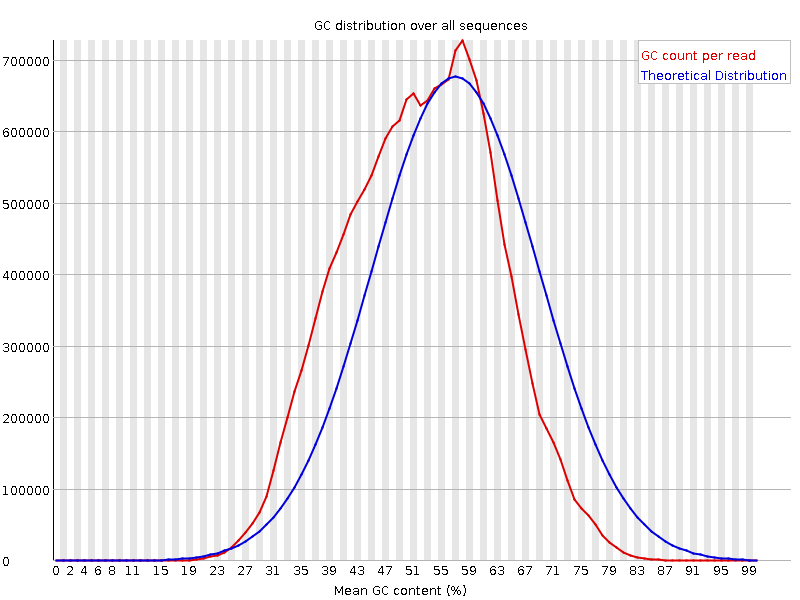 GC distribution over all sequences
GC count per read
Theoretical Distribution
700000
600000
500000
400000
300000
200000
100000
0
0 2 4 6 8 11 15 19 23 27 31 35 39 43 47 51 55 59 63 67 71 75 79 83 87 91 95 99
Mean GC content (%)